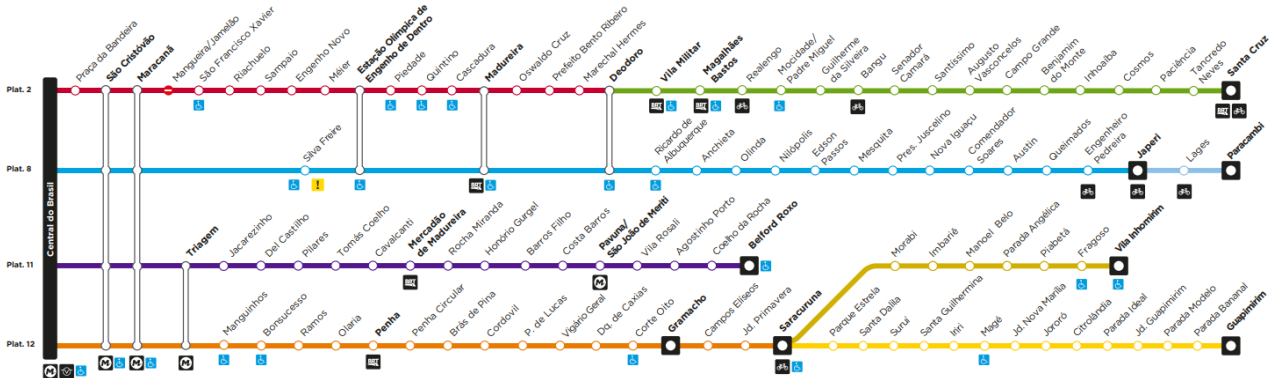 Plat. 2
Praça da Bandeira
São Cristóvão
Maracanã
Mangueira/Jamelão
São Francisco Xavier
Riachuelo
Sampaio
Engenho Novo
Méier
Estação Olímpica de
Engenho de Dentro
Piedade
Quintino
Cascadura
Madureira
Oswaldo Cruz
Prefeito Bento Ribeiro
Marechal Hermes
Deodoro
Vila Militar
Magalhães
Bastos
Realengo
Mocidade/
Padre Miguel
Guilherme
da Silveira
Bangu
Senador
Camará
Santíssimo
Augusto
Vasconcelos
Campo Grande
Benjamim
do Monte
Inhoaíba
Cosmos
Paciência
Tancredo
Neves
Santa Cruz
BRT
BRT
BRT
Plat. 8
Central do Brasil
Silva Freire
!
BRT
Ricardo de
Albuquerque
Anchieta
Olinda
Nilópolis
Edson
Passos
Mesquita
Pres. Juscelino
Nova Iguaçu
Comendador
Soares
Austin
Queimados
Engenheiro
Pedreira
Japeri
Lages
Paracambi
Plat. 11
Triagem
Jacarezinho
Del Castilho
Pilares
Tomás Coelho
Cavalcanti
Mercadão
de Madureira
Rocha Miranda
Honório Gurgel
Barros Filho
Costa Barros
Pavuna/
São João de Meriti
Vila Rosali
Agostinho Porto
Coelho da Rocha
Belford Roxo
BRT
M
Morabi
Imbariê
Manoel Belo
Parada Angélica
Piabetá
Fragoso
Vila Inhomirim
Plat. 12
Manguinhos
Bonsucesso
Ramos
Olaria
Penha
Penha Circular
Brás de Pina
Cordovil
P. de Lucas
Vigário Geral
Dq. de Caxias
Corte Oito
Gramacho
Campos Elíseos
Jd. Primavera
Saracuruna
Parque Estrela
Santa Dalila
Suruí
Santa Guilhermina
Iriri
Magé
Jd. Nova Marília
Jororó
Citrolândia
Parada Ideal
Jd. Guapimirim
Parada Modelo
Parada Bananal
Guapimirim
M
M
M
M
BRT